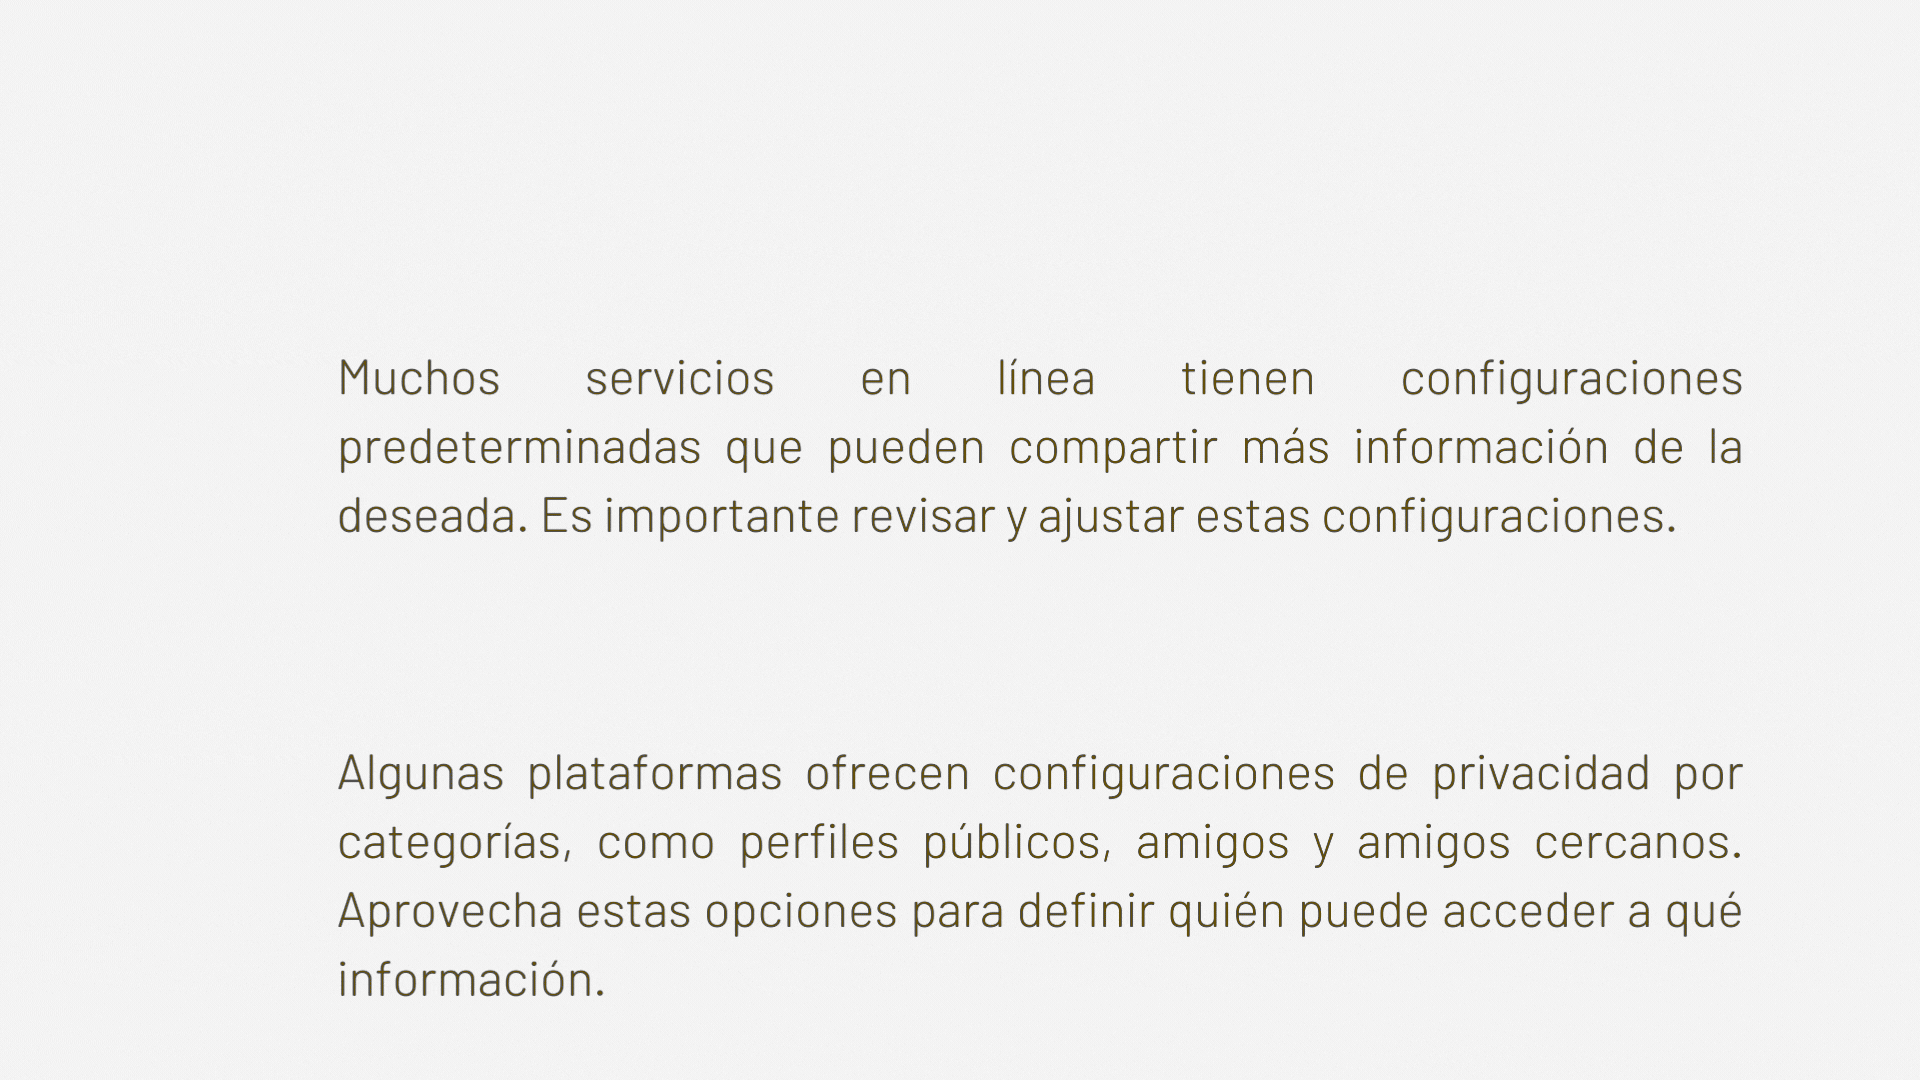 Muchos servicios en línea tienen configuraciones
predeterminadas que pueden compartir más información de la
deseada. Es importante revisar y ajustar estas configuraciones.
Algunas plataformas ofrecen configuraciones de privacidad por
categorías, como perfiles públicos, amigos y amigos cercanos.
Aprovecha estas opciones para definir quién puede acceder a qué
información.